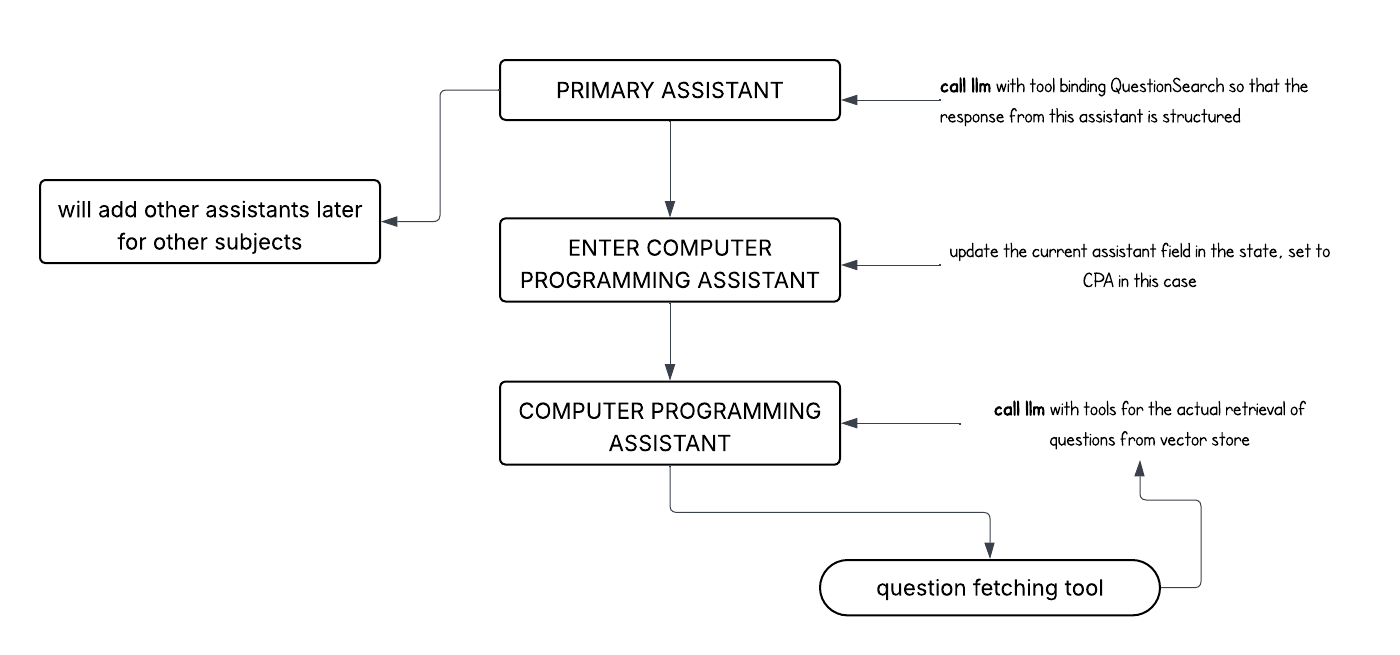 PRIMARY ASSISTANT
call llm with tool binding QuestionSearch so that the
response from this assistant is structured
will add other assistants later
for other subjects
ENTER COMPUTER
PROGRAMMING ASSISTANT
update the current assistant field in the state, set to
CPA in this case
COMPUTER PROGRAMMING
ASSISTANT
call llm with tools for the actual retrieval of
questions from vector store
question fetching tool